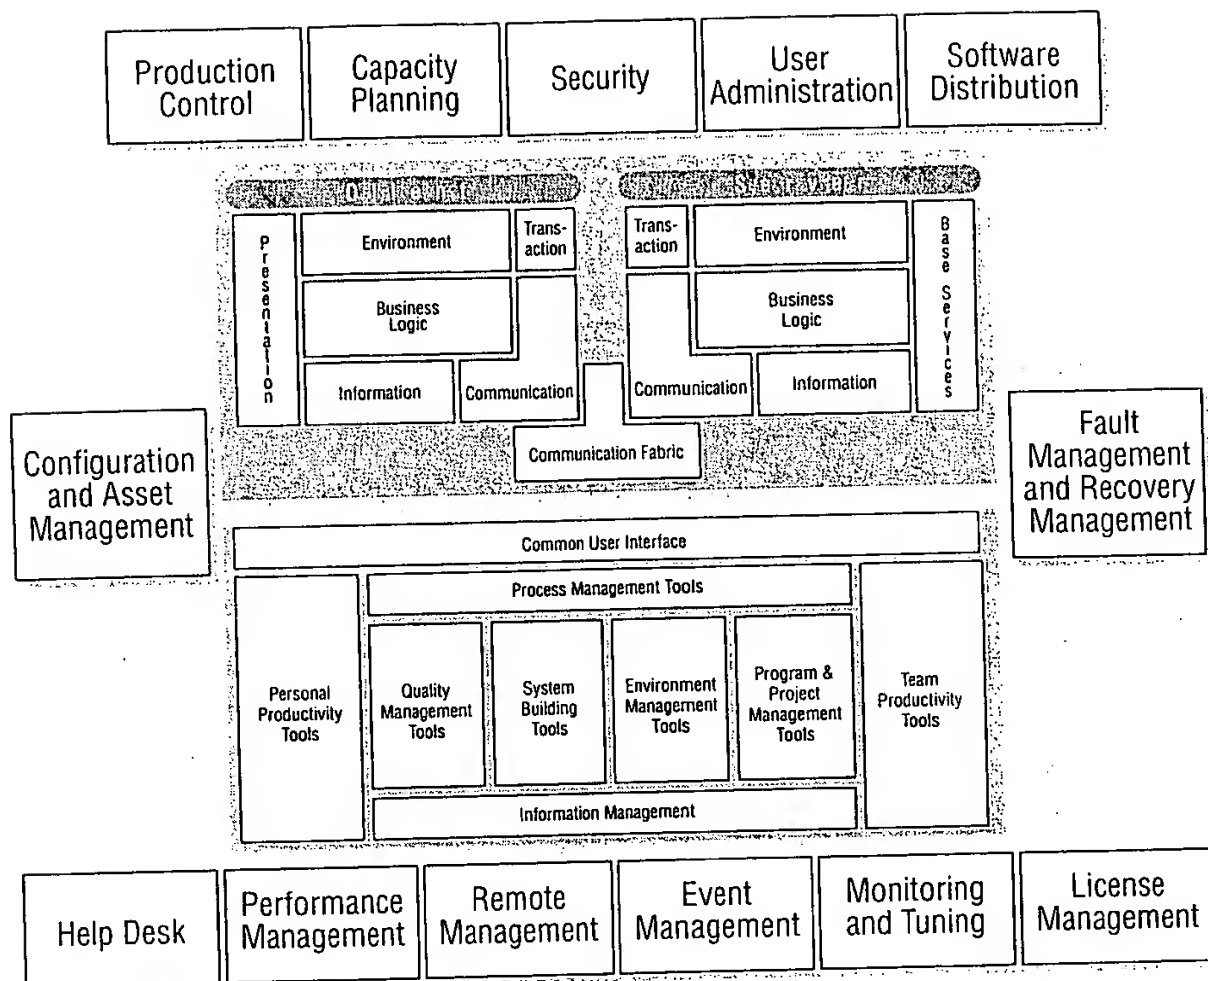 Production
Control
Capacity
Planning
Security
User
Administration
Software
Distribution
Client
Server
Presentation
Environment
Trans-
action
Business
Logic
Information
Communication
Trans-
action
Environment
Business
Logic
Communication
Information
Base Services
Communication Fabric
Configuration
and Asset
Management
Fault
Management
and Recovery
Management
Common User Interface
Process Management Tools
Personal
Productivity
Tools
Quality
Management
Tools
System
Building
Tools
Environment
Management
Tools
Program &
Project
Management
Tools
Team
Productivity
Tools
Information Management
Help Desk
Performance
Management
Remote
Management
Event
Management
Monitoring
and Tuning
License
Management